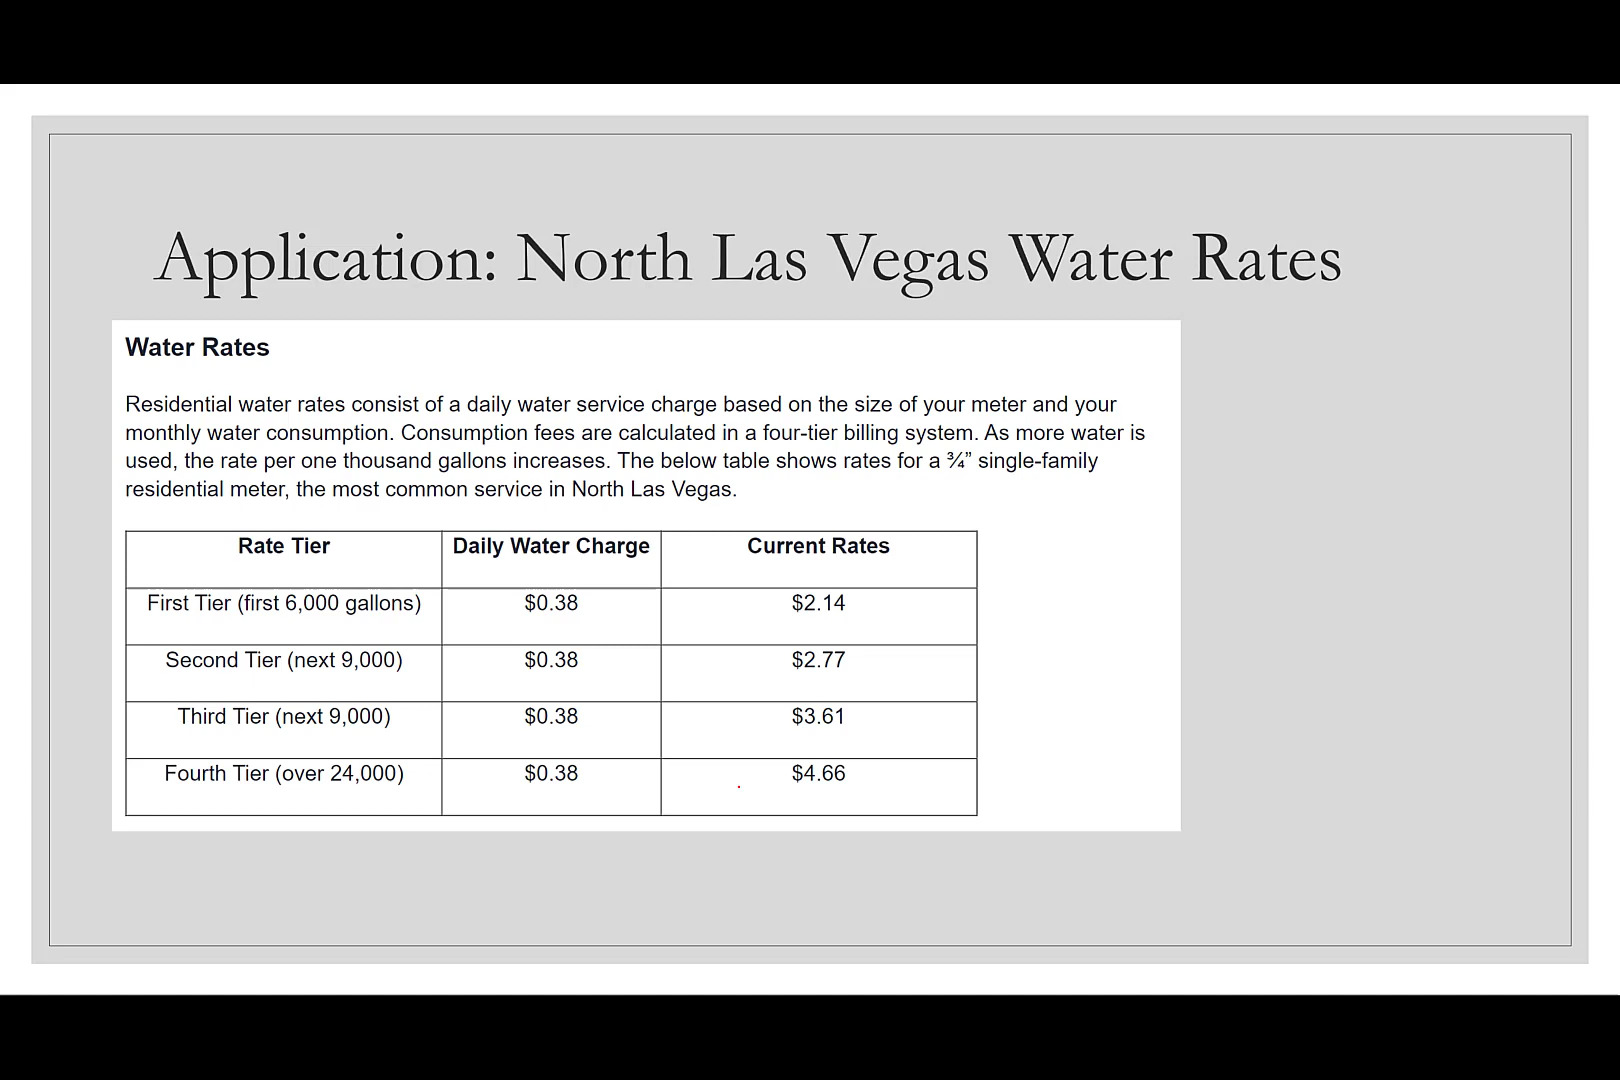 Application: North Las Vegas Water Rates
Water Rates
Residential water rates consist of a daily water service charge based on the size of your meter and your
monthly water consumption. Consumption fees are calculated in a four-tier billing system. As more water is
used, the rate per one thousand gallons increases. The below table shows rates for a ¾” single-family
residential meter, the most common service in North Las Vegas.
Rate Tier Daily Water Charge Current Rates
First Tier (first 6,000 gallons) $0.38 $2.14
Second Tier (next 9,000) $0.38 $2.77
Third Tier (next 9,000) $0.38 $3.61
Fourth Tier (over 24,000) $0.38 $4.66